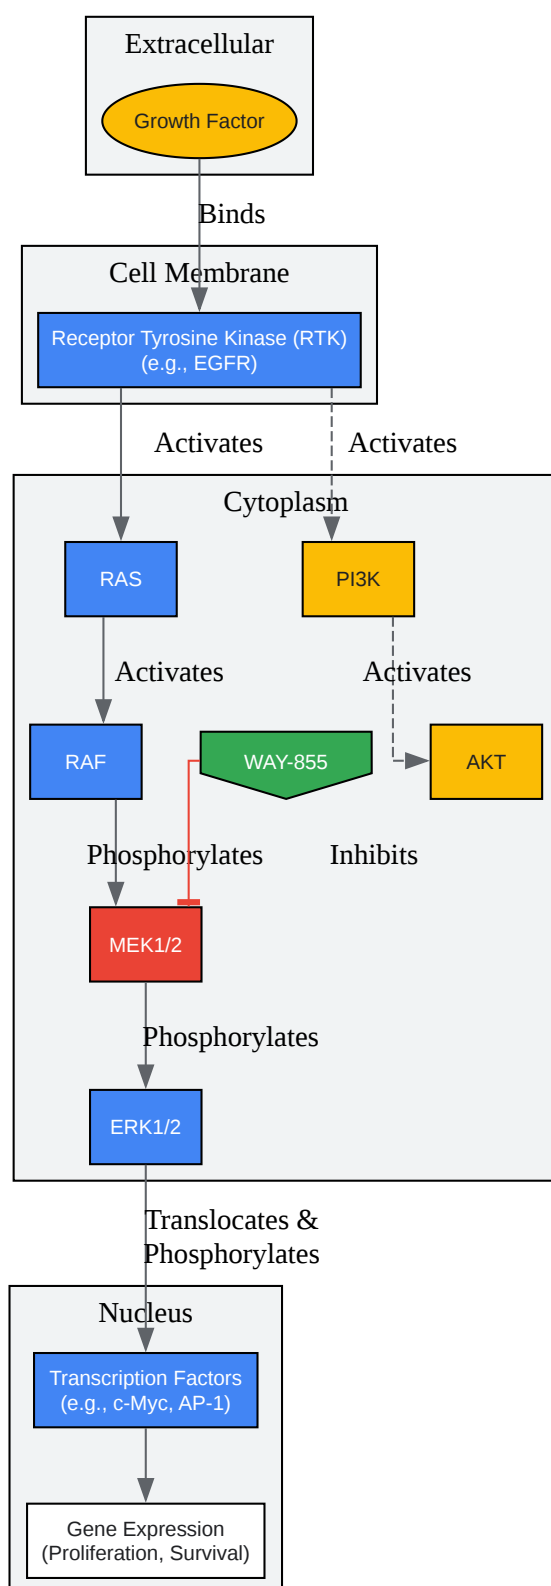 Extracellular
Growth Factor
Binds
Cell Membrane
Receptor Tyrosine Kinase (RTK)
(e.g., EGFR)
Activates
Activates
Cytoplasm
RAS
PI3K
Activates
Activates
RAF
WAY-855
AKT
Phosphorylates
Inhibits
MEK1/2
Phosphorylates
ERK1/2
Translocates &
Phosphorylates
Nucleus
Transcription Factors
(e.g., c-Myc, AP-1)
Gene Expression
(Proliferation, Survival)